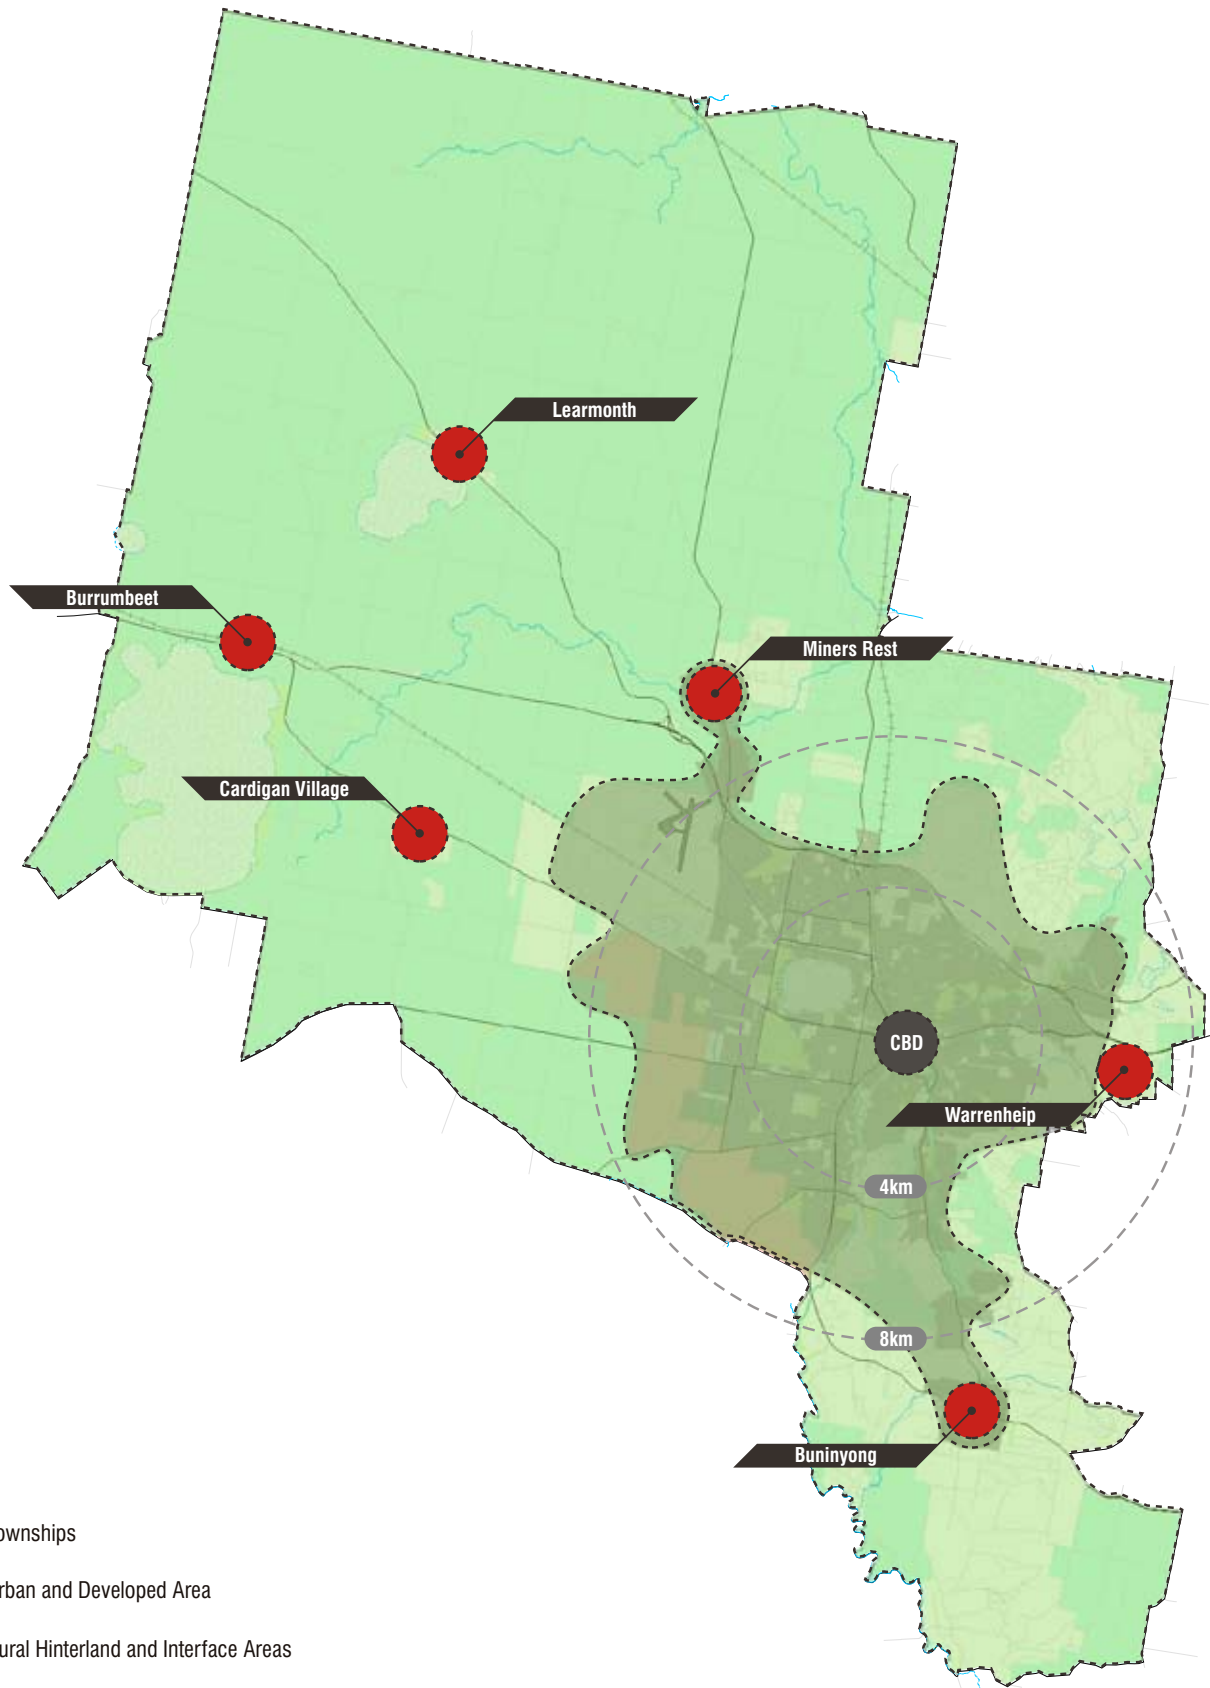 Learmonth
Burrumbeet
Miners Rest
Cardigan Village
CBD
Warrenheip
4km
8km
Buninyong
ownships
rban and Developed Area
ural Hinterland and Interface Areas